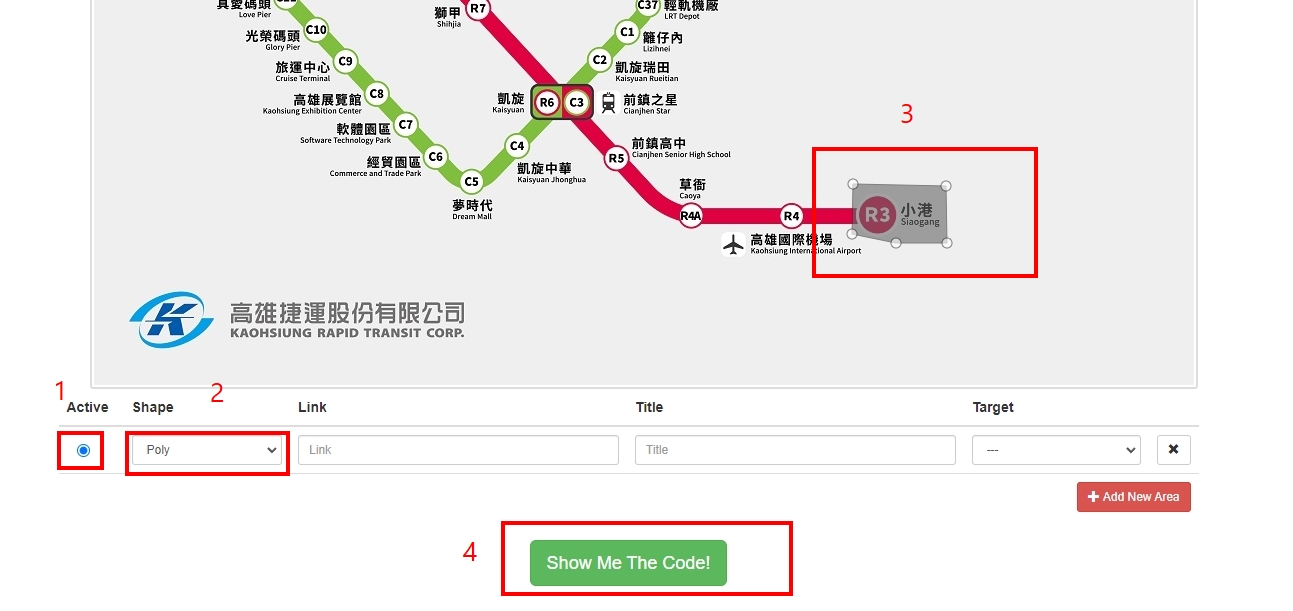 真愛碼頭
Love Pier
C10
光榮碼頭
Glory Pier
C9
旅運中心
Cruise Terminal
C8
高雄展覽館
Kaohsiung Exhibition Center
C7
軟體園區
Software Technology Park
C6
經貿園區
Commerce and Trade Park
C5
夢時代
Dream Mall
C4
凱旋中華
Kaisyuan Jhonghua
獅甲
Shihjia
R7
C37
輕軌機廠
LRT Depot
C1
籬仔內
Lizihnei
C2
凱旋瑞田
Kaisyuan Rueitian
凱旋
Kaisyuan
R6
C3
前鎮之星
Cianjhen Star
R5
前鎮高中
Cianjhen Senior High School
草衙
Caoya
R4A
R4
高雄國際機場
Kaohsiung International Airport
3
R3
小港
Siaogang
K
高雄捷運股份有限公司
KAOHSIUNG RAPID TRANSIT CORP.
1
2
Active Shape Link Title Target
Poly Link Title --- ✖
+ Add New Area
4
Show Me The Code!